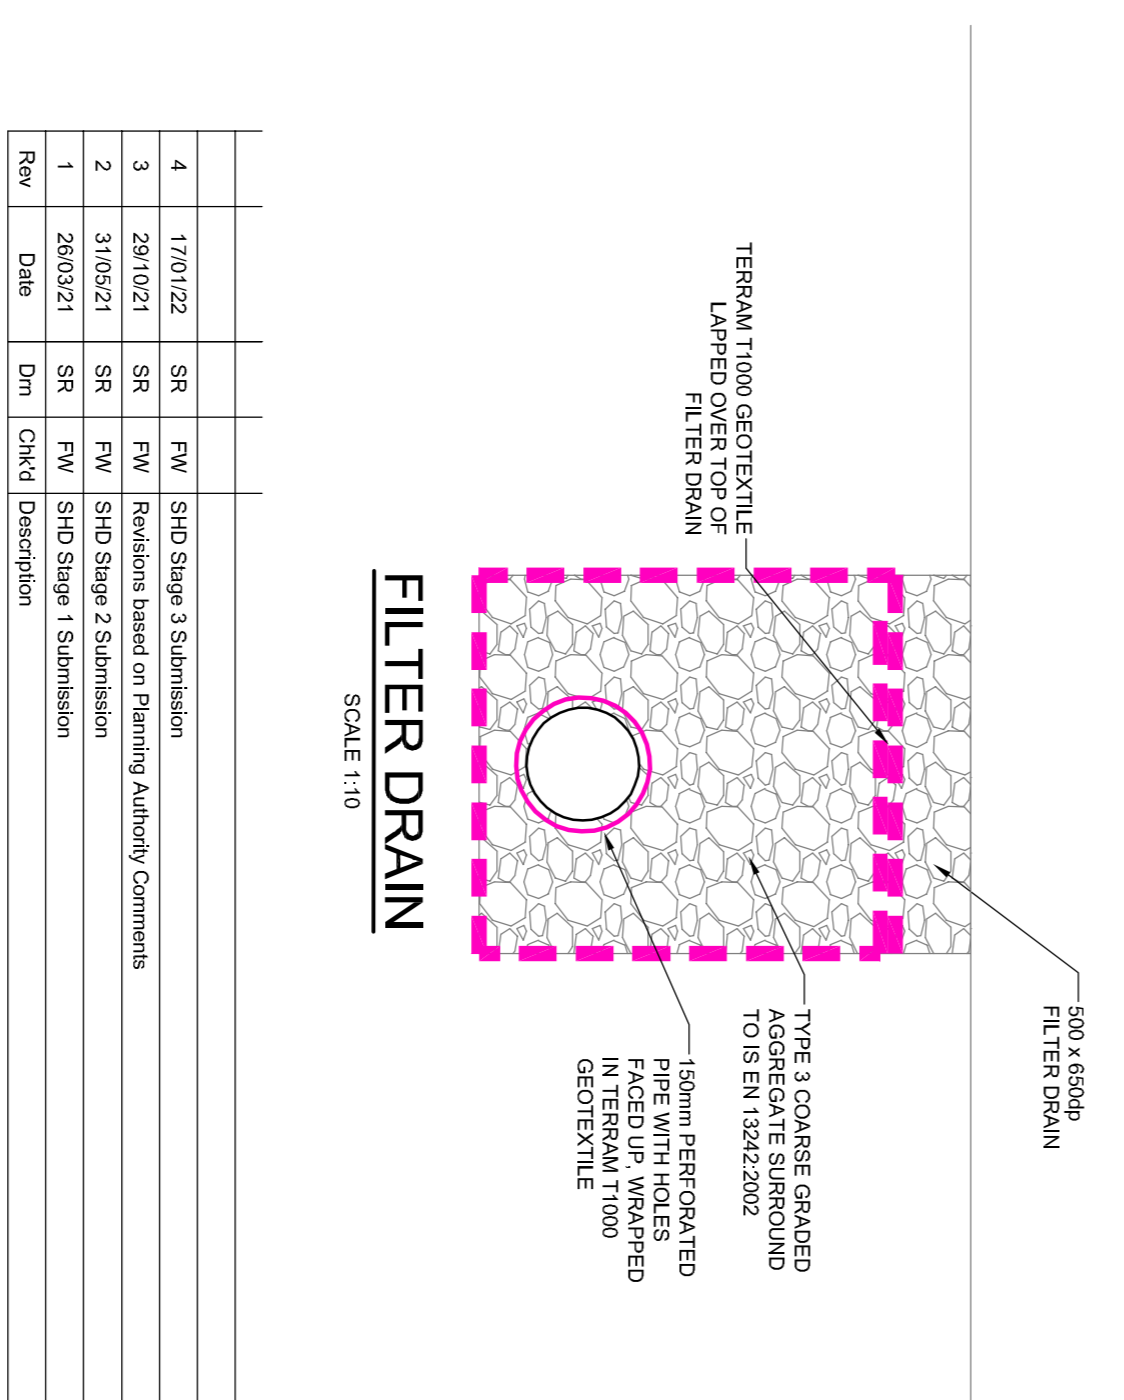 500 x 650dp
FILTER DRAIN
TERRAM T1000 GEOTEXTILE
LAPPED OVER TOP OF
FILTER DRAIN
TYPE 3 COARSE GRADED
AGGREGATE SURROUND
TO IS EN 13242:2002
150mm PERFORATED
PIPE WITH HOLES
FACED UP, WRAPPED
IN TERRAM T1000
GEOTEXTILE
FILTER DRAIN
SCALE 1:10
4 17/01/22 SR FW SHD Stage 3 Submission
3 29/10/21 SR FW Revisions based on Planning Authority Comments
2 31/05/21 SR FW SHD Stage 2 Submission
1 26/03/21 SR FW SHD Stage 1 Submission
Rev Date Drn Chk'd Description